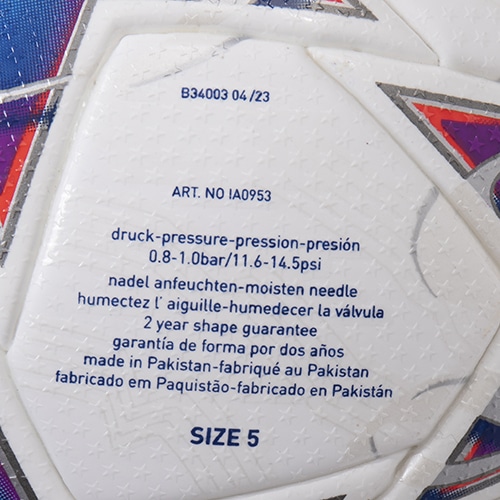 B34003 04/23
ART. NO IA0953
druck-pressure-pression-presión
0.8-1.0bar/11.6-14.5psi
nadel anfeuchten-moisten needle
humectez l' aiguille-humedecer la válvula
2 year shape guarantee
garantía de forma por dos años
made in Pakistan-fabriqué au Pakistan
fabricado em Paquistão-fabricado en Pakistán
SIZE 5